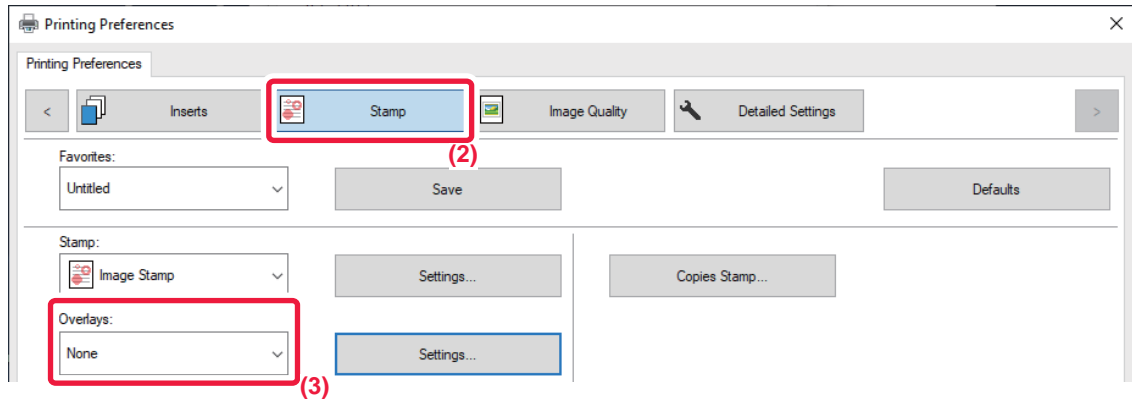 Printing Preferences
Printing Preferences
< Inserts Stamp Image Quality Detailed Settings >
(2)
Favorites:
Untitled Save Defaults
Stamp:
Image Stamp Settings... Copies Stamp...
Overlays:
None Settings...
(3)